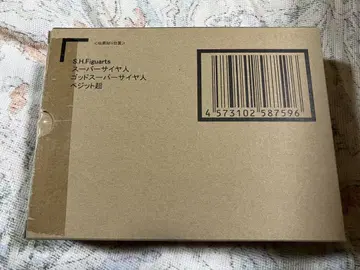 S.H.Figuarts
スーパーサイヤ人
ゴッドスーパーサイヤ人
ベジット超
4 573102 587596